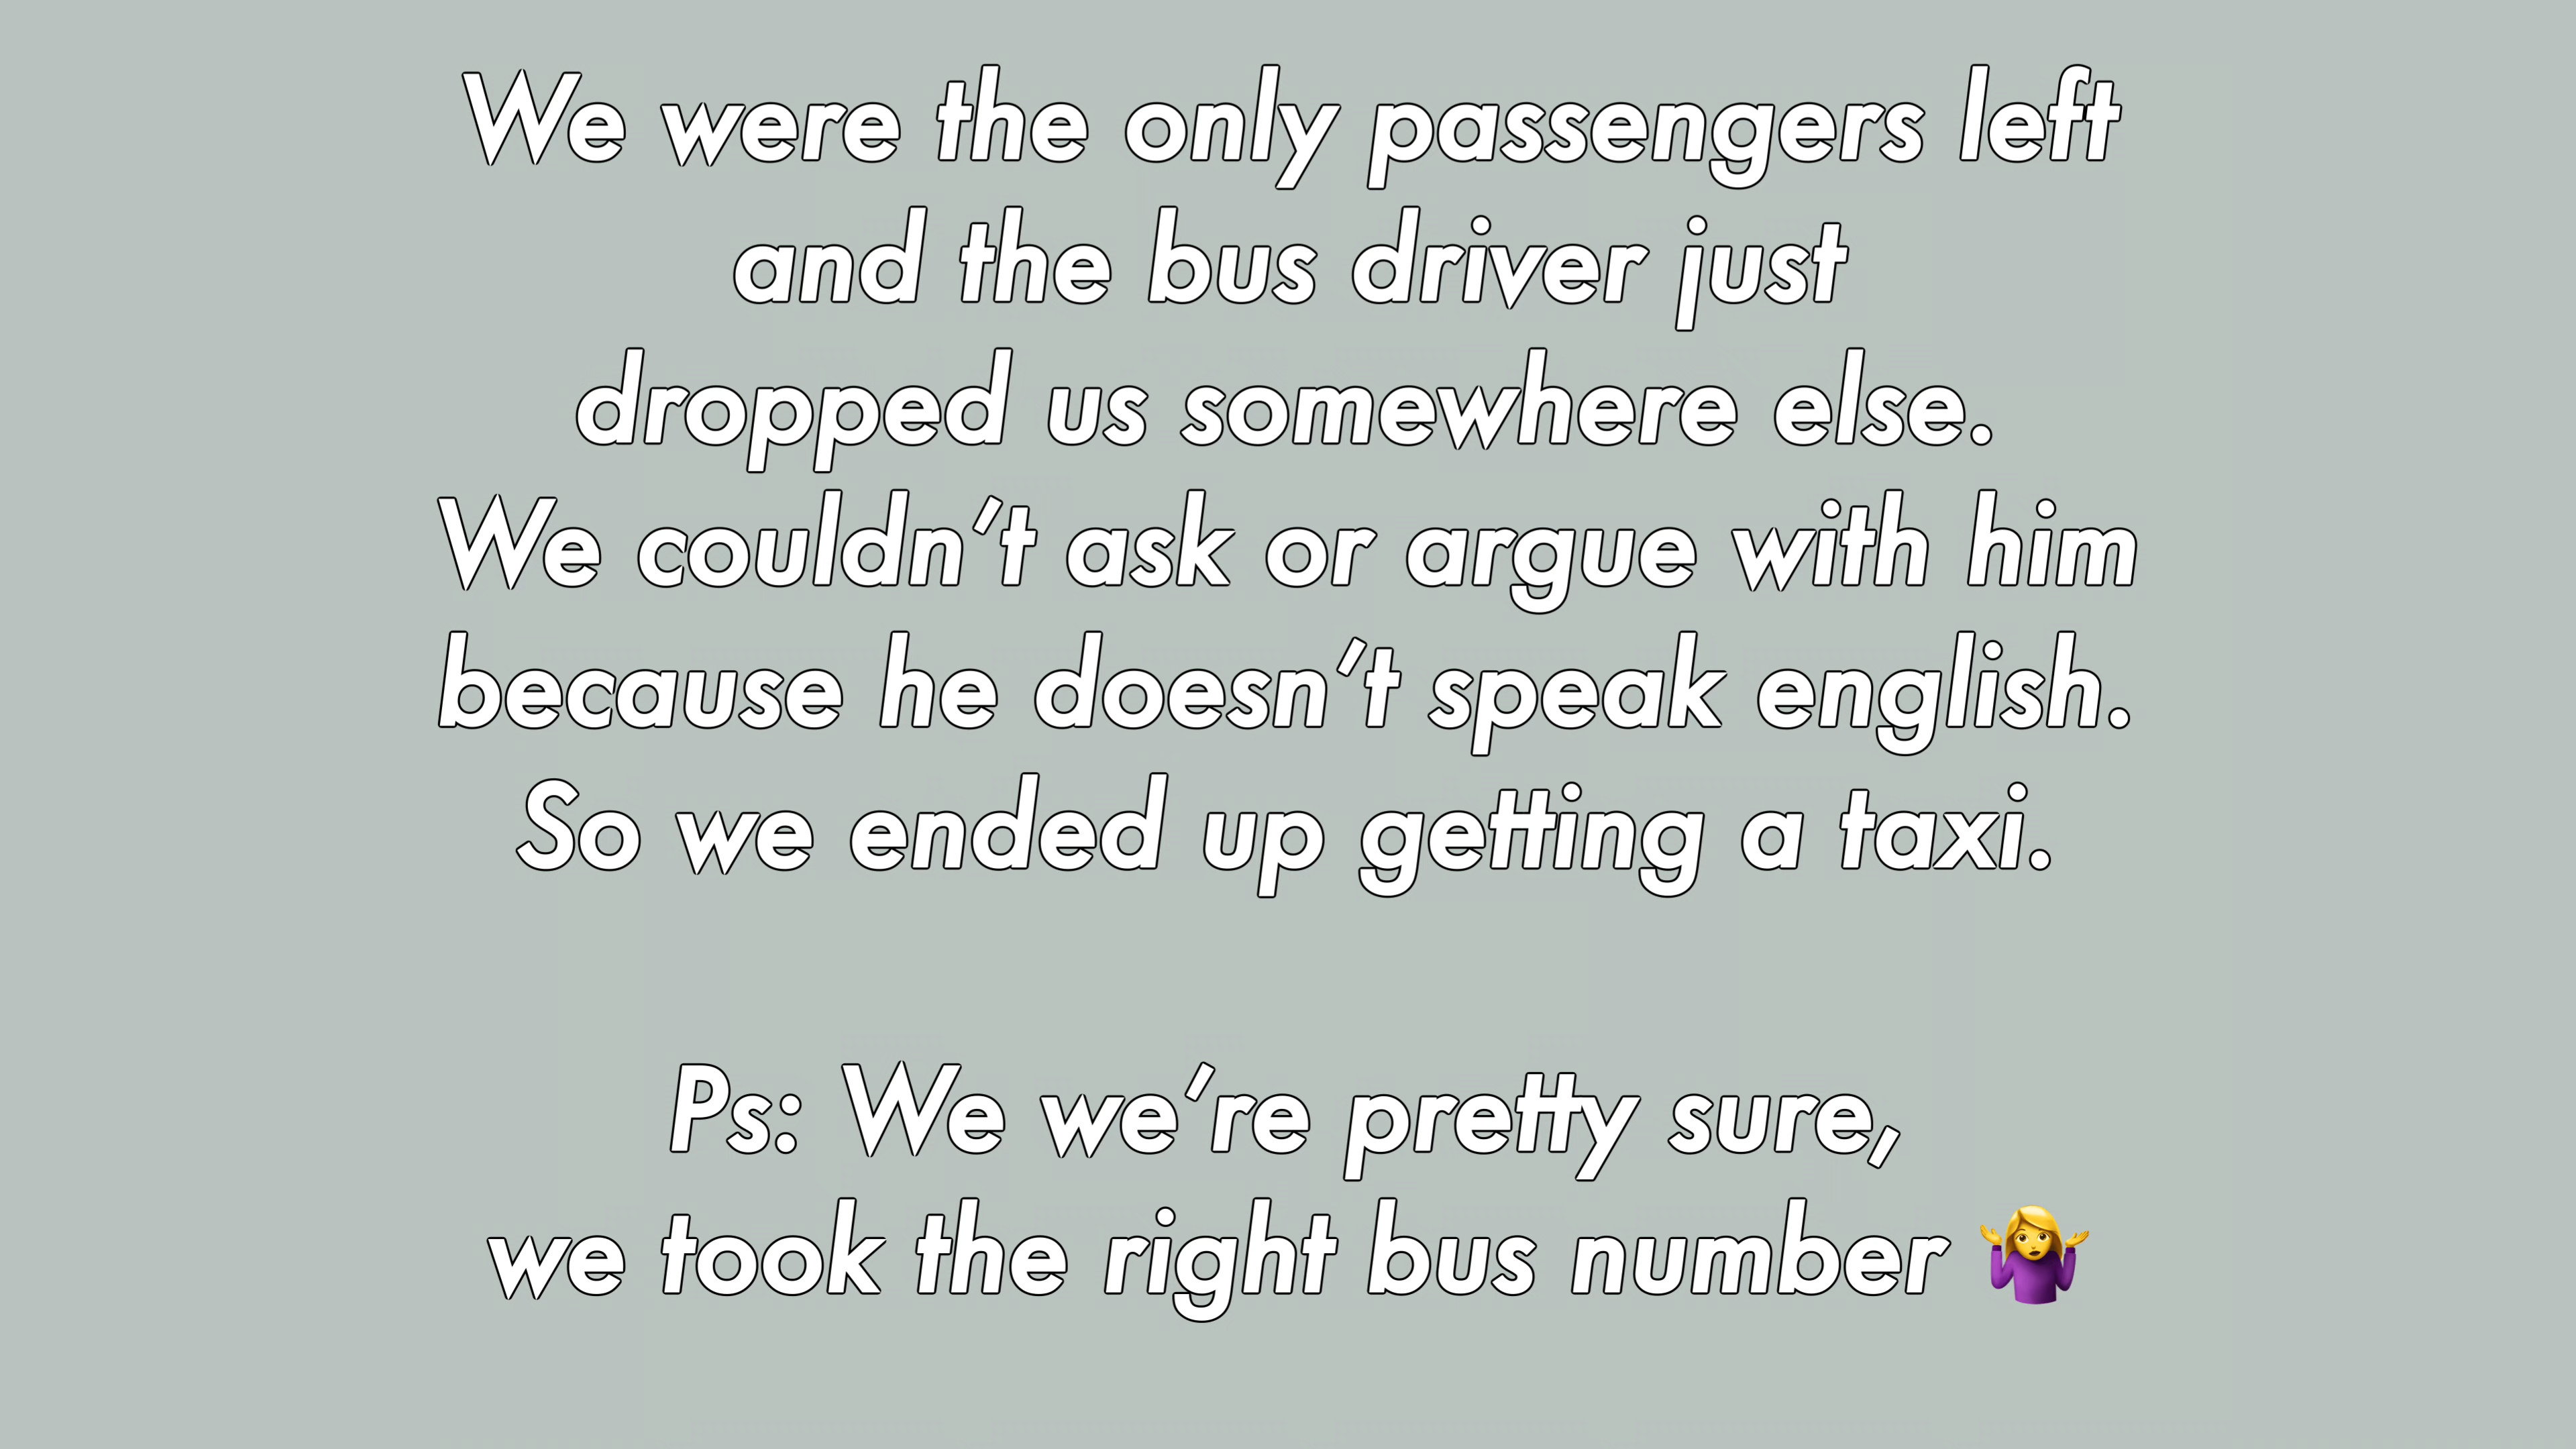 We were the only passengers left
and the bus driver just
dropped us somewhere else.
We couldn't ask or argue with him
because he doesn't speak english.
So we ended up getting a taxi.
Ps: We we're pretty sure,
we took the right bus number 🤷‍♀️